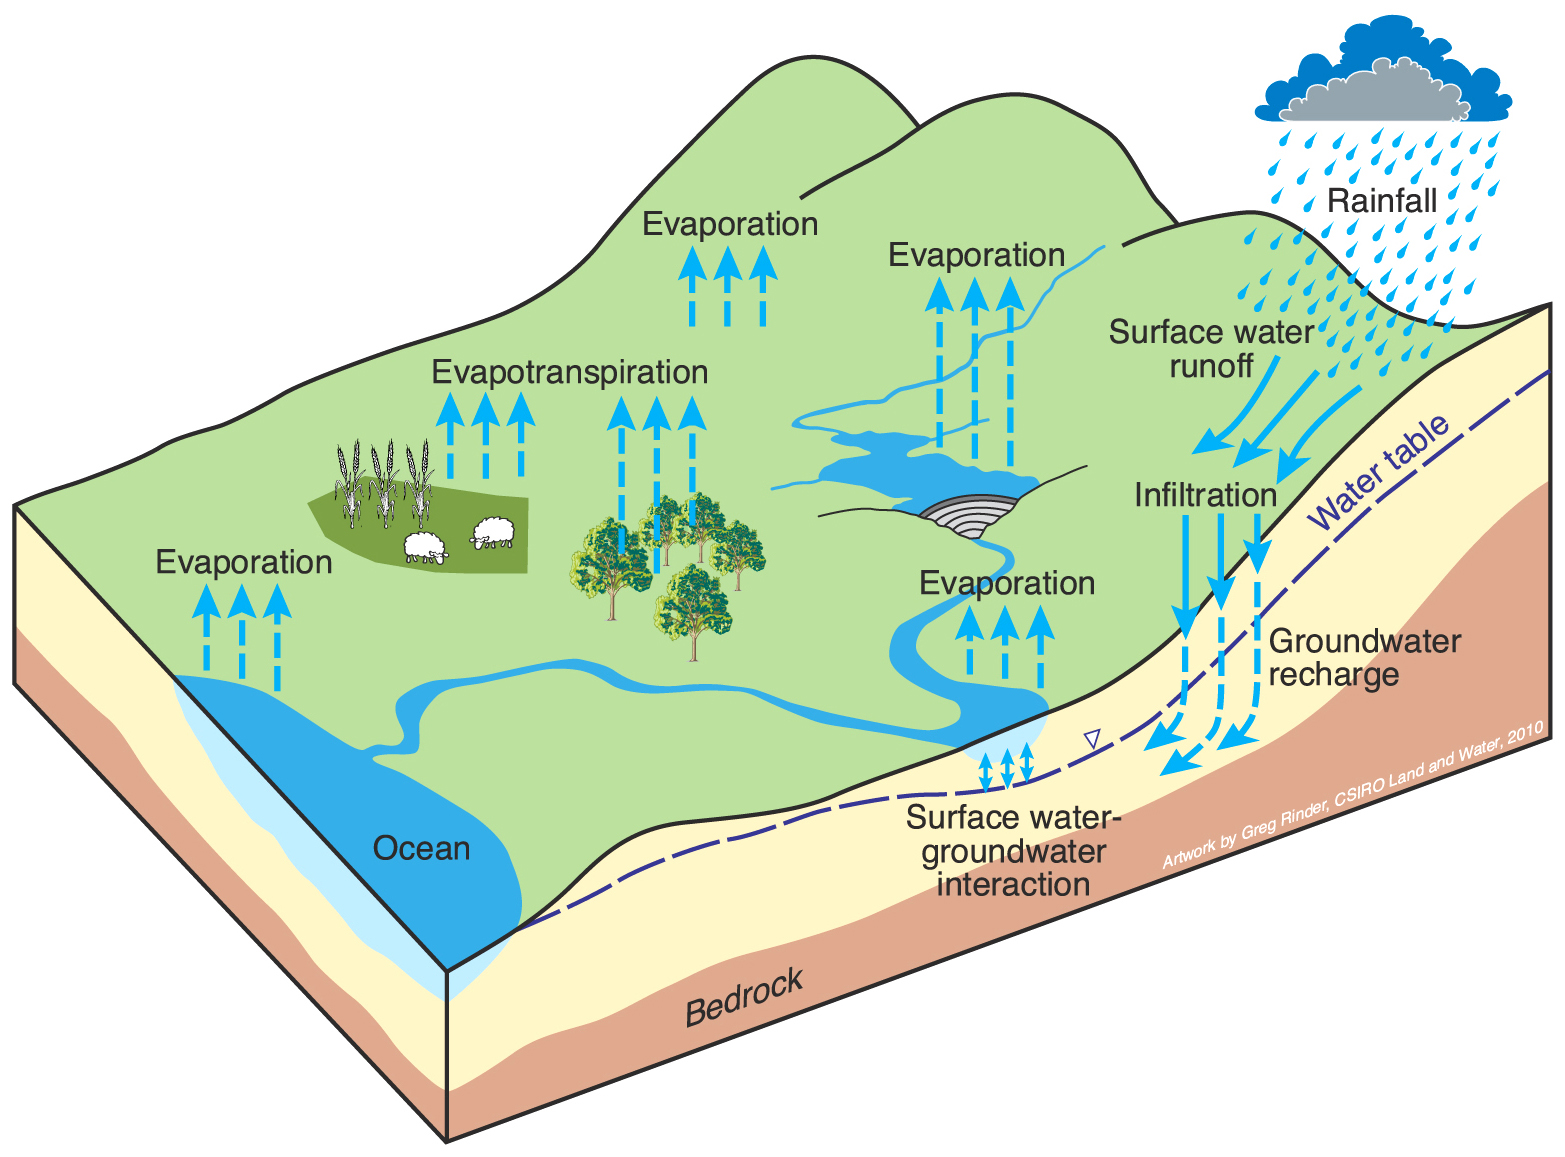 Rainfall
Evaporation
Evaporation
Surface water
runoff
Evapotranspiration
Water table
Infiltration
Evaporation
Evaporation
Groundwater
recharge
Ocean
Surface water-
groundwater
interaction
Bedrock
Artwork by Greg Rinder, CSIRO Land and Water, 2010